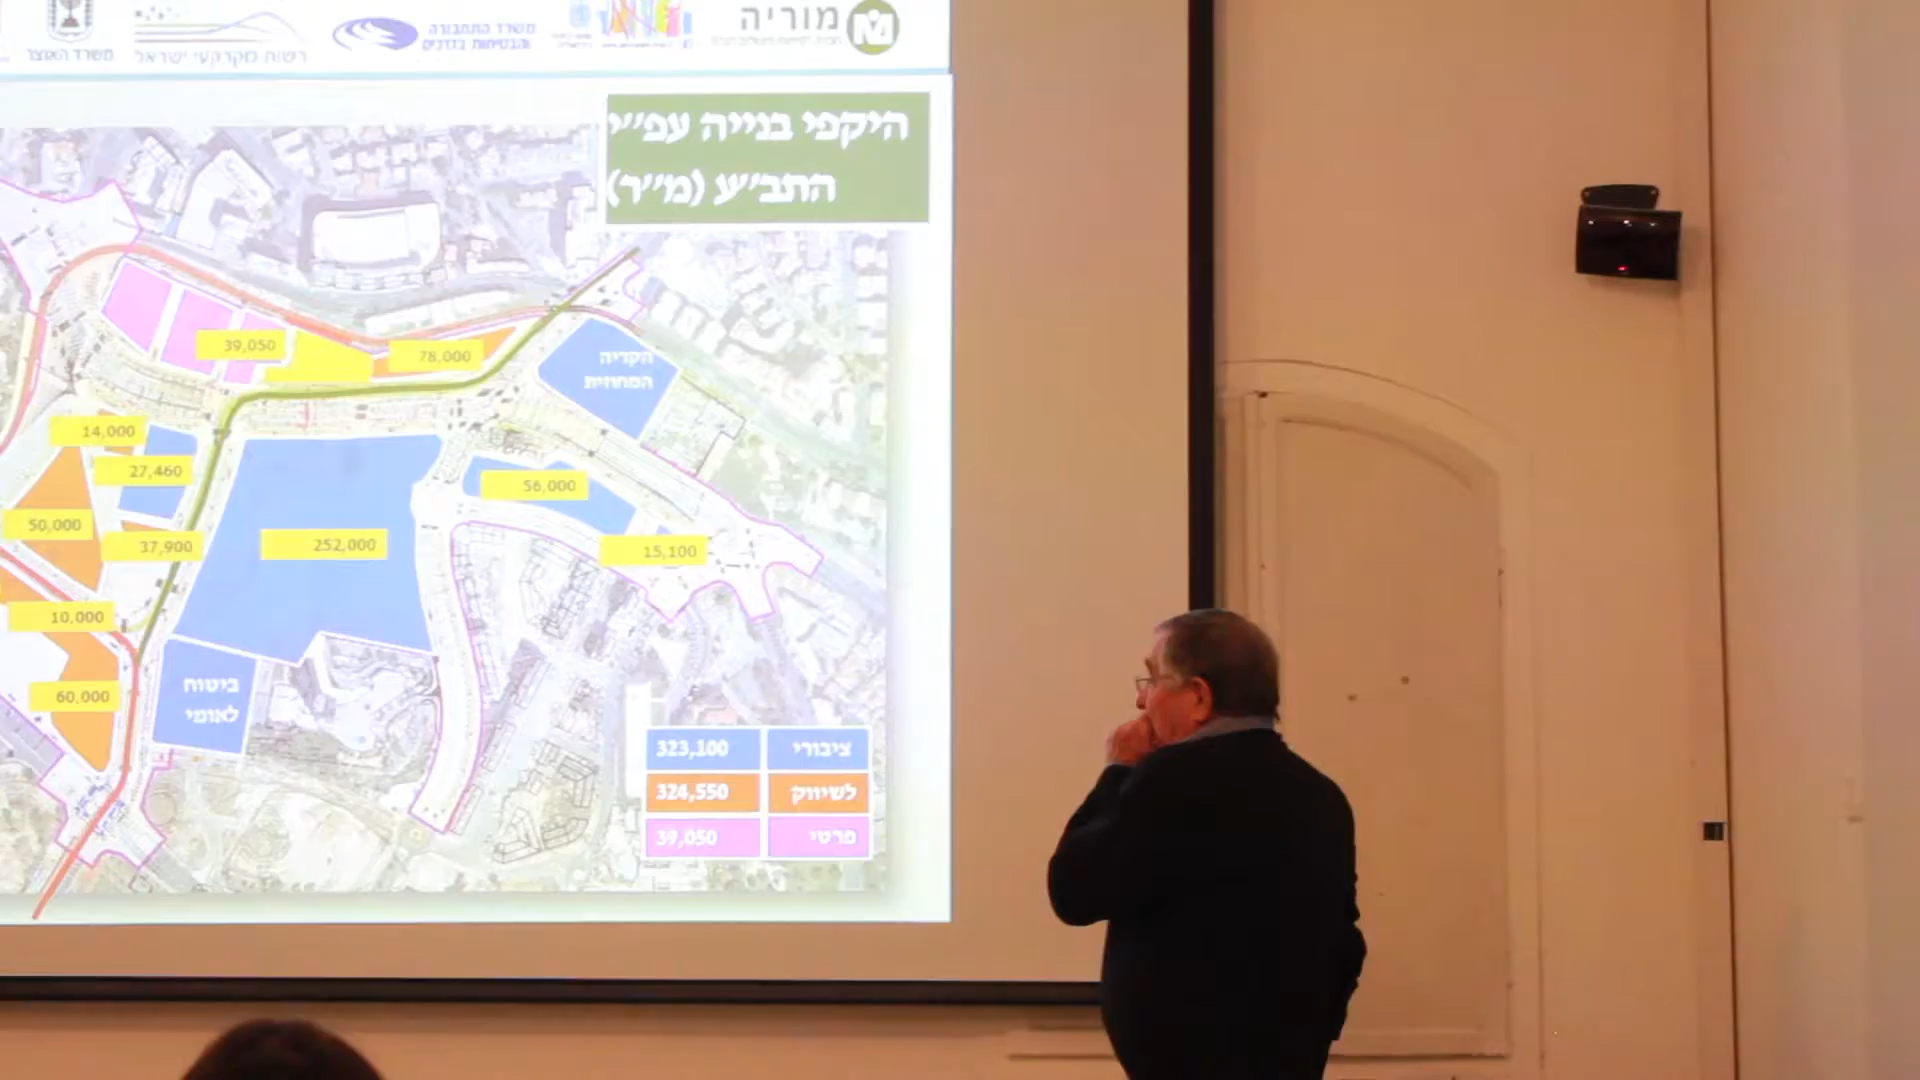 מוריה
משרד התחבורה
והבטיחות בדרכים
רשות מקרקעי ישראל
משרד האוצר
היקפי בנייה עפ״י
התב״ע (מ״ר)
39,050
78,000
הקריה
המחוזית
14,000
27,460
56,000
50,000
37,900
252,000
15,100
10,000
60,000
ביטוח
לאומי
ציבורי 323,100
לשיווק 324,550
פרטי 39,050